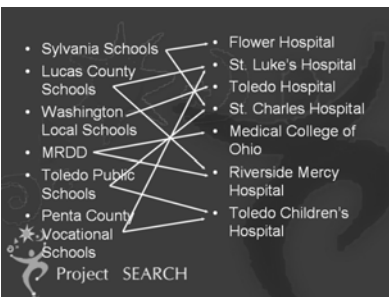 • Sylvania Schools
• Lucas County
Schools
• Washington
Local Schools
• MRDD
• Toledo Public
Schools
• Penta County
Vocational
Schools
• Flower Hospital
• St. Luke's Hospital
• Toledo Hospital
• St. Charles Hospital
• Medical College of
Ohio
• Riverside Mercy
Hospital
• Toledo Children's
Hospital
Project SEARCH